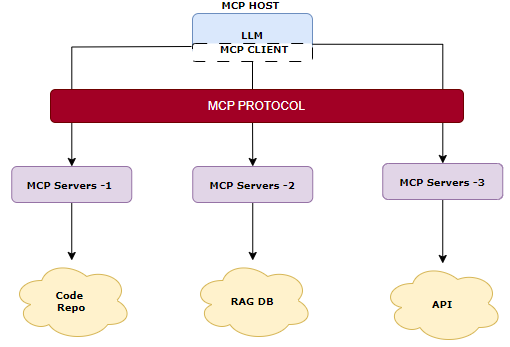 MCP HOST
LLM
MCP CLIENT
MCP PROTOCOL
MCP Servers -1
MCP Servers -2
MCP Servers -3
Code
Repo
RAG DB
API